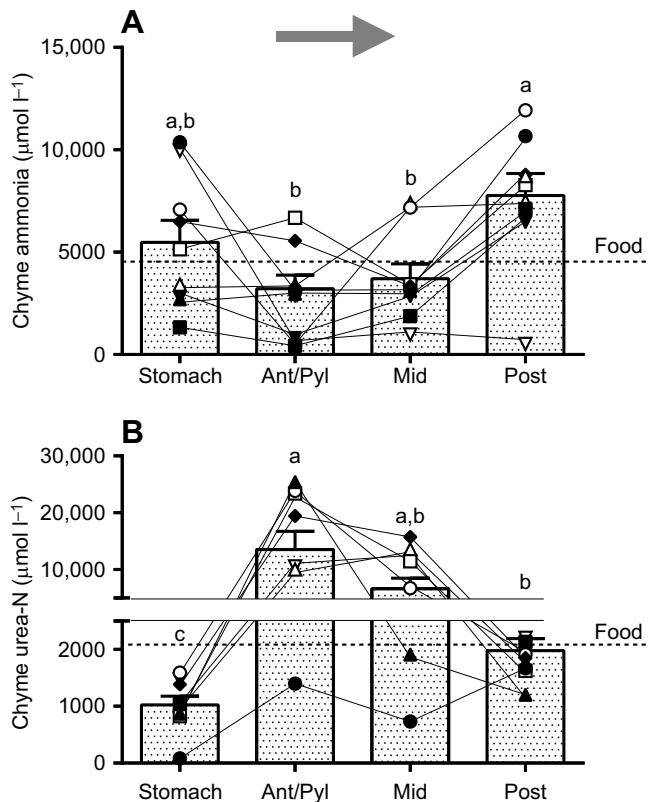 A
Chyme ammonia (µmol l⁻¹)
15,000
10,000
5000
0
a,b
b
b
a
Food
Stomach Ant/Pyl Mid Post
B
Chyme urea-N (µmol l⁻¹)
30,000
20,000
10,000
2000
1000
0
c
a
a,b
b
Food
Stomach Ant/Pyl Mid Post